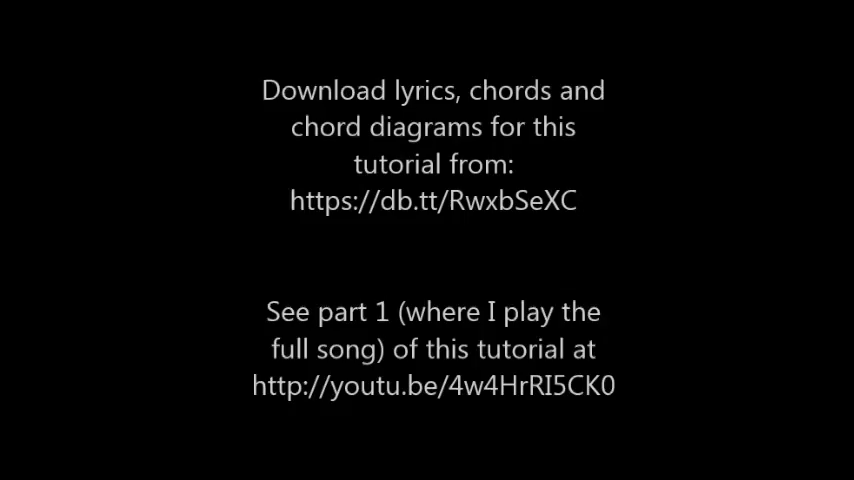 Download lyrics, chords and
chord diagrams for this
tutorial from:
https://db.tt/RwxbSeXC
See part 1 (where I play the
full song) of this tutorial at
http://youtu.be/4w4HrRI5CK0